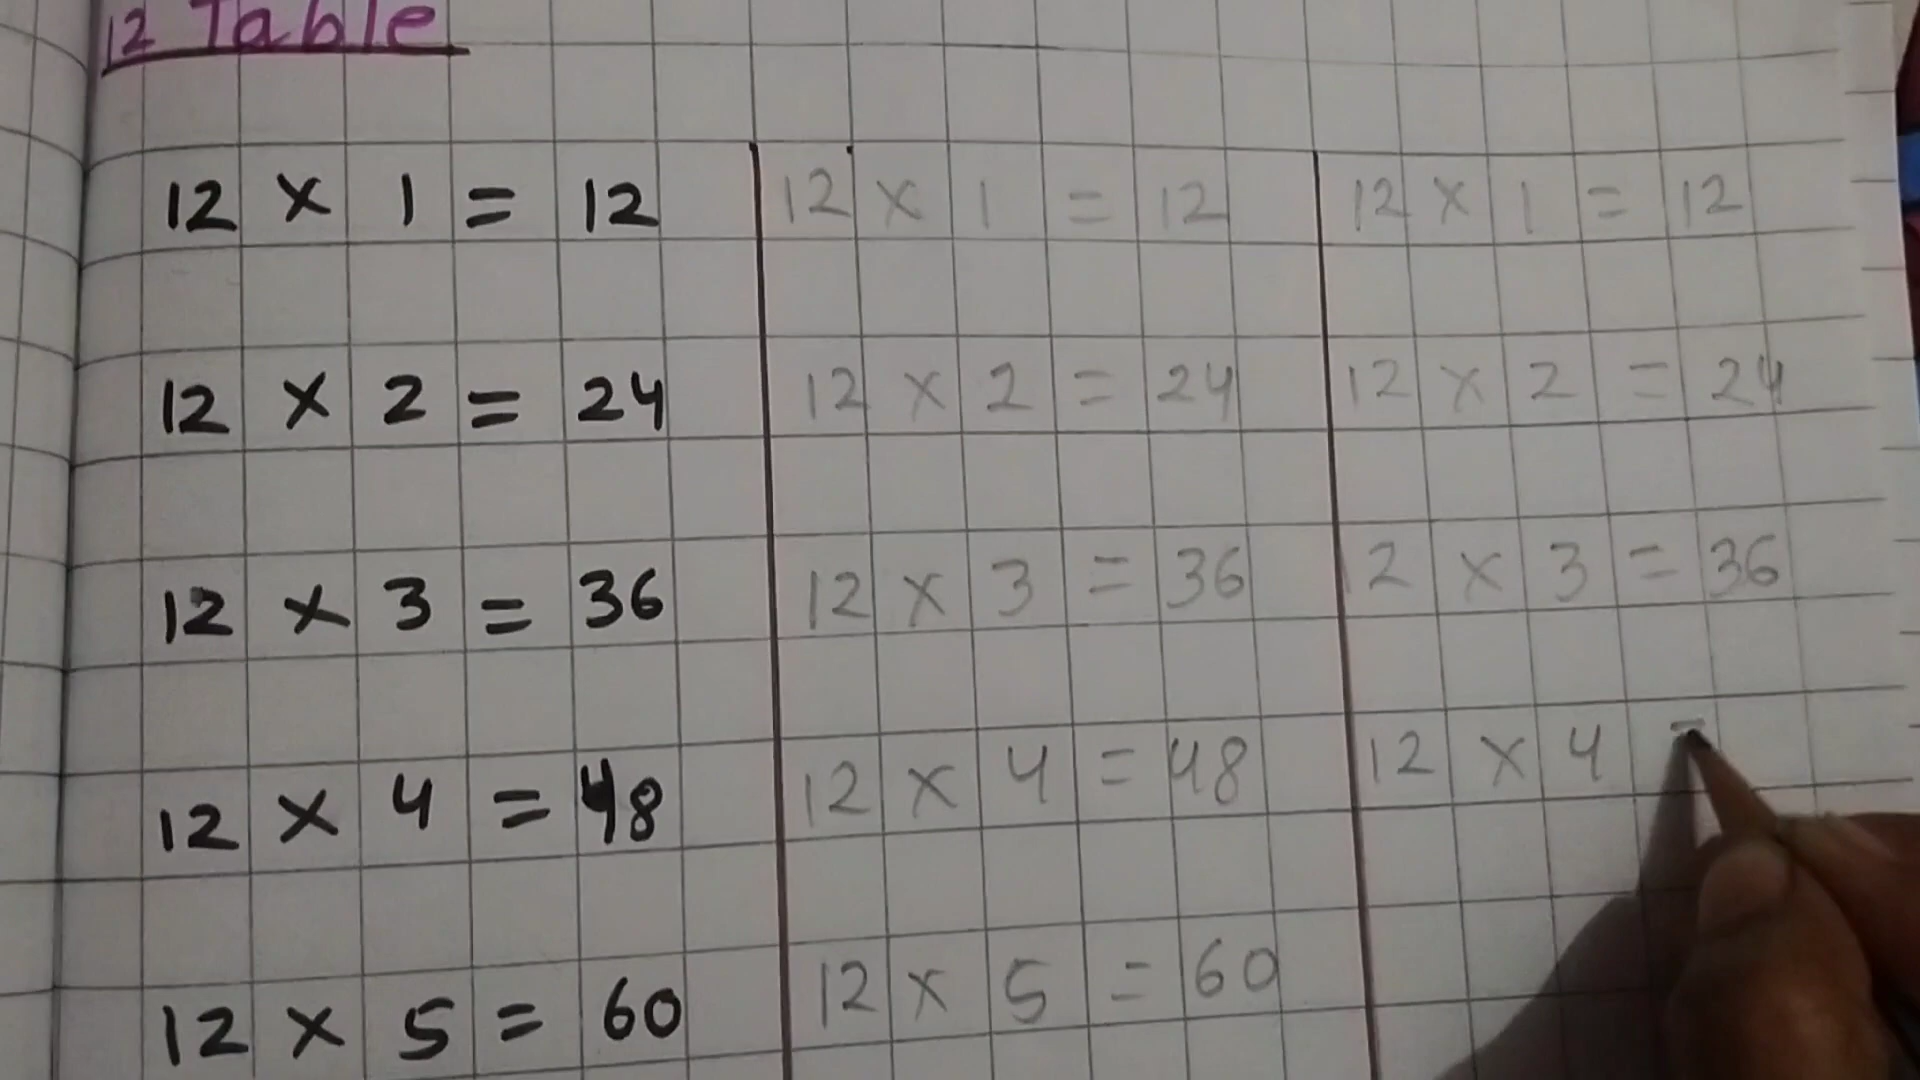 12 Table
12 × 1 = 12
12 × 2 = 24
12 × 3 = 36
12 × 4 = 48
12 × 5 = 60
12 × 1 = 12
12 × 2 = 24
12 × 3 = 36
12 × 4 = 48
12 × 5 = 60
12 × 1 = 12
12 × 2 = 24
12 × 3 = 36
12 × 4 =